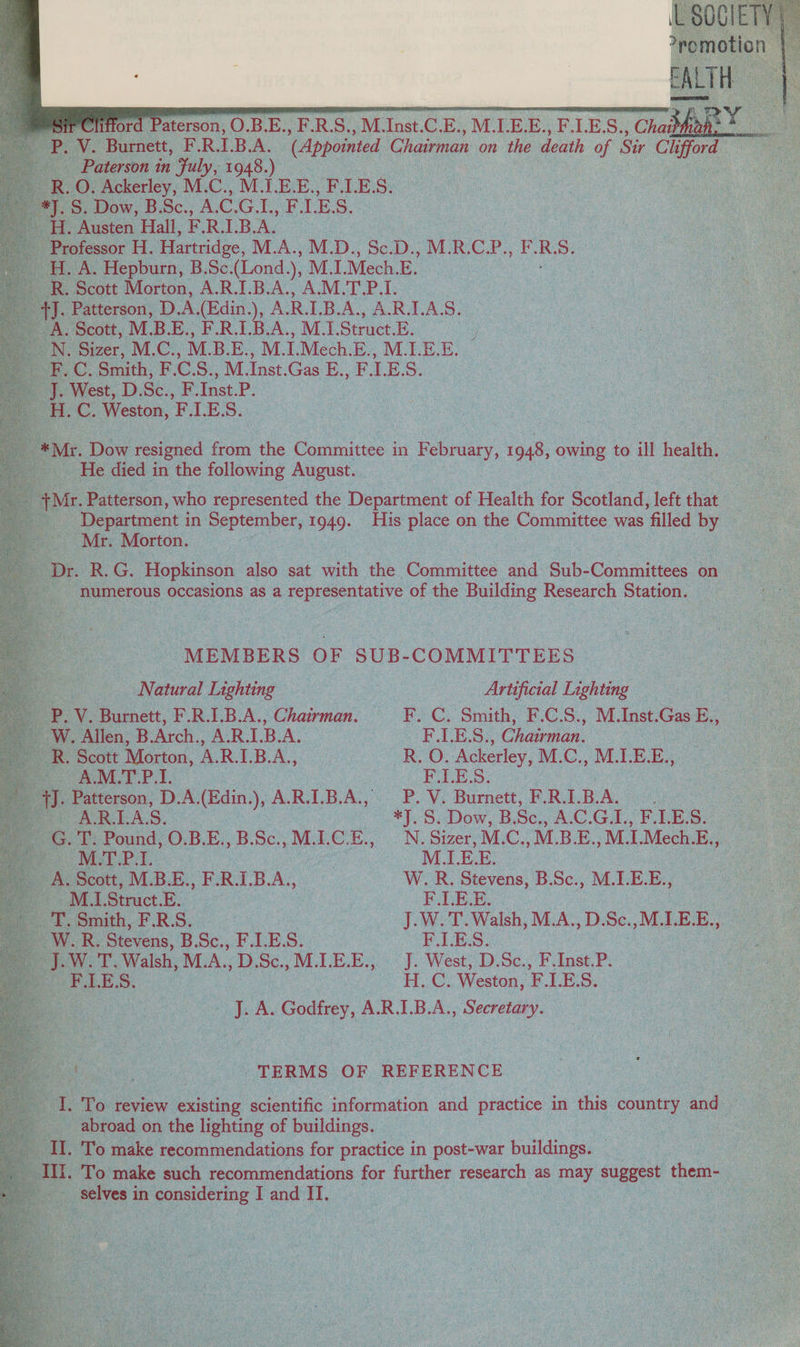 L SOCIETY
Promotion
EALTH
Sir Clifford Paterson, O.B.E., F.R.S., M.Inst.C.E., M.I.E.E., F.I.E.S., Chairman.
P. V. Burnett, F.R.I.B.A. (Appointed Chairman on the death of Sir Clifford
Paterson in July, 1948.)
R. O. Ackerley, M.C., M.I.E.E., F.I.E.S.
*J. S. Dow, B.Sc., A.C.G.I., F.I.E.S.
H. Austen Hall, F.R.I.B.A.
Professor H. Hartridge, M.A., M.D., Sc.D., M.R.C.P., F.R.S.
H. A. Hepburn, B.Sc.(Lond.), M.I.Mech.E.
R. Scott Morton, A.R.I.B.A., A.M.T.P.I.
†J. Patterson, D.A.(Edin.), A.R.I.B.A., A.R.I.A.S.
A. Scott, M.B.E., F.R.I.B.A., M.I.Struct.E.
N. Sizer, M.C., M.B.E., M.I.Mech.E., M.I.E.E.
F. C. Smith, F.C.S., M.Inst.Gas E., F.I.E.S.
J. West, D.Sc., F.Inst.P.
H. C. Weston, F.I.E.S.
*Mr. Dow resigned from the Committee in February, 1948, owing to ill health.
He died in the following August.
†Mr. Patterson, who represented the Department of Health for Scotland, left that
Department in September, 1949. His place on the Committee was filled by
Mr. Morton.
Dr. R. G. Hopkinson also sat with the Committee and Sub-Committees on
numerous occasions as a representative of the Building Research Station.
MEMBERS OF SUB-COMMITTEES
Natural Lighting
P. V. Burnett, F.R.I.B.A., Chairman.
W. Allen, B.Arch., A.R.I.B.A.
R. Scott Morton, A.R.I.B.A.,
A.M.T.P.I.
†J. Patterson, D.A.(Edin.), A.R.I.B.A.,
A.R.I.A.S.
G. T. Pound, O.B.E., B.Sc., M.I.C.E.,
M.T.P.I.
A. Scott, M.B.E., F.R.I.B.A.,
M.I.Struct.E.
T. Smith, F.R.S.
W. R. Stevens, B.Sc., F.I.E.S.
J. W. T. Walsh, M.A., D.Sc., M.I.E.E.,
F.I.E.S.
Artificial Lighting
F. C. Smith, F.C.S., M.Inst.Gas E.,
F.I.E.S., Chairman.
R. O. Ackerley, M.C., M.I.E.E.,
F.I.E.S.
P. V. Burnett, F.R.I.B.A.
*J. S. Dow, B.Sc., A.C.G.I., F.I.E.S.
N. Sizer, M.C., M.B.E., M.I.Mech.E.,
M.I.E.E.
W. R. Stevens, B.Sc., M.I.E.E.,
F.I.E.E.
J. W. T. Walsh, M.A., D.Sc., M.I.E.E.,
F.I.E.S.
J. West, D.Sc., F.Inst.P.
H. C. Weston, F.I.E.S.
J. A. Godfrey, A.R.I.B.A., Secretary.
TERMS OF REFERENCE
I. To review existing scientific information and practice in this country and
abroad on the lighting of buildings.
II. To make recommendations for practice in post-war buildings.
III. To make such recommendations for further research as may suggest them-
selves in considering I and II.